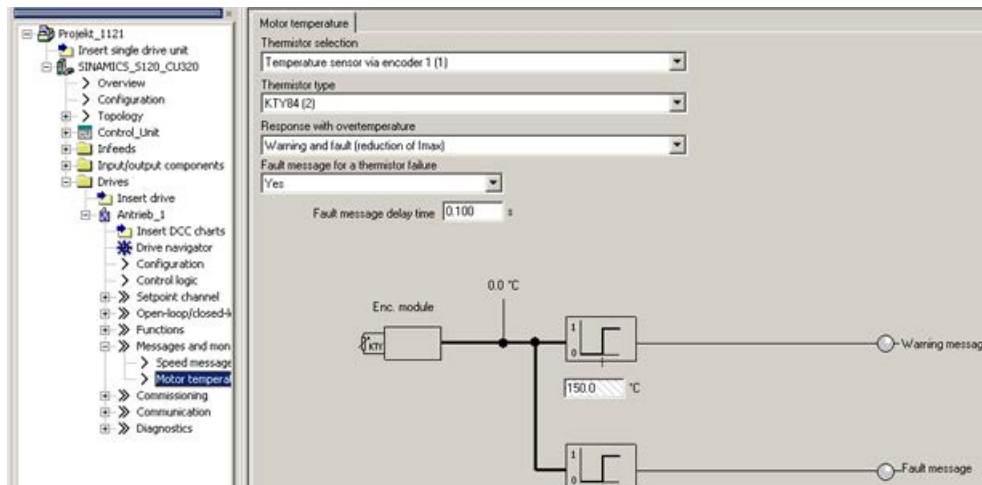 Projekt_1121
Insert single drive unit
SINAMICS_S120_CU320
Overview
Configuration
Topology
Control_Unit
Infeeds
Input/output components
Drives
Insert drive
Antrieb_1
Insert DCC charts
Drive navigator
Configuration
Control logic
Setpoint channel
Open-loop/closed-l
Functions
Messages and mon
Speed message
Motor temperat
Commissioning
Communication
Diagnostics
Motor temperature
Thermistor selection
Temperature sensor via encoder 1 (1)
Thermistor type
KTY84 (2)
Response with overtemperature
Warning and fault (reduction of Imax)
Fault message for a thermistor failure
Yes
Fault message delay time 0.100 s
0.0 °C
Enc. module
KTY
1
0
Warning messag
150.0 °C
1
0
Fault message